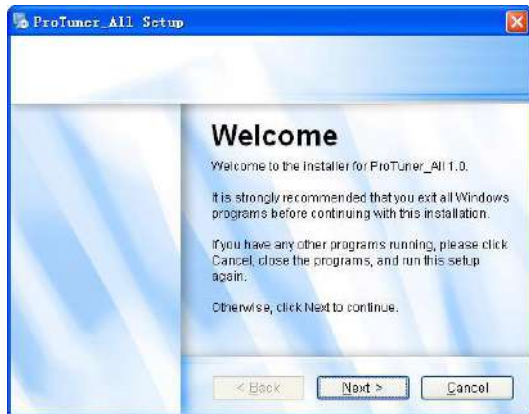 ProTuner_All Setup
Welcome
Welcome to the installer for ProTuner_All 1.0.
It is strongly recommended that you exit all Windows
programs before continuing with this installation.
If you have any other programs running, please click
Cancel, close the programs, and run this setup
again.
Otherwise, click Next to continue.
< Back
Next >
Cancel